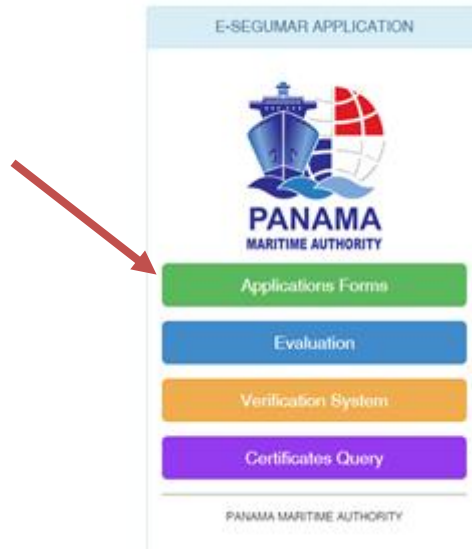 E-SEGUMAR APPLICATION
PANAMA
MARITIME AUTHORITY
Applications Forms
Evaluation
Verification System
Certificates Query
PANAMA MARITIME AUTHORITY